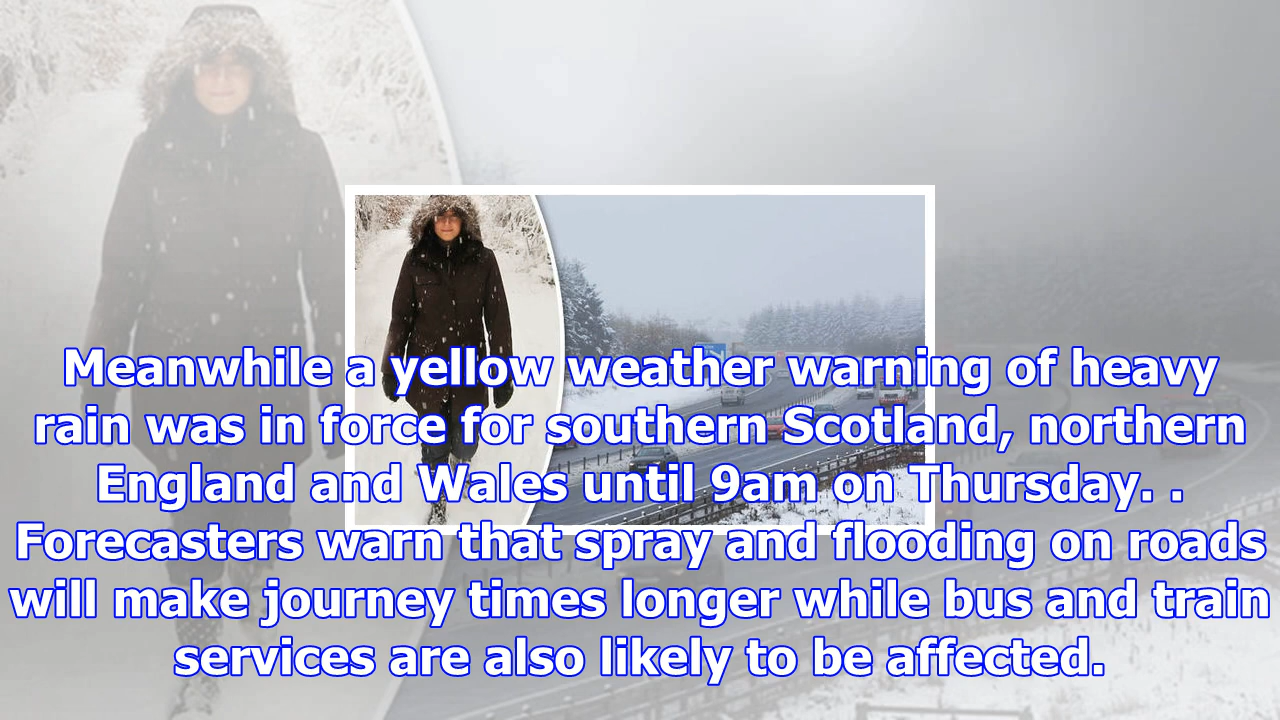 Meanwhile a yellow weather warning of heavy
rain was in force for southern Scotland, northern
England and Wales until 9am on Thursday. .
Forecasters warn that spray and flooding on roads
will make journey times longer while bus and train
services are also likely to be affected.